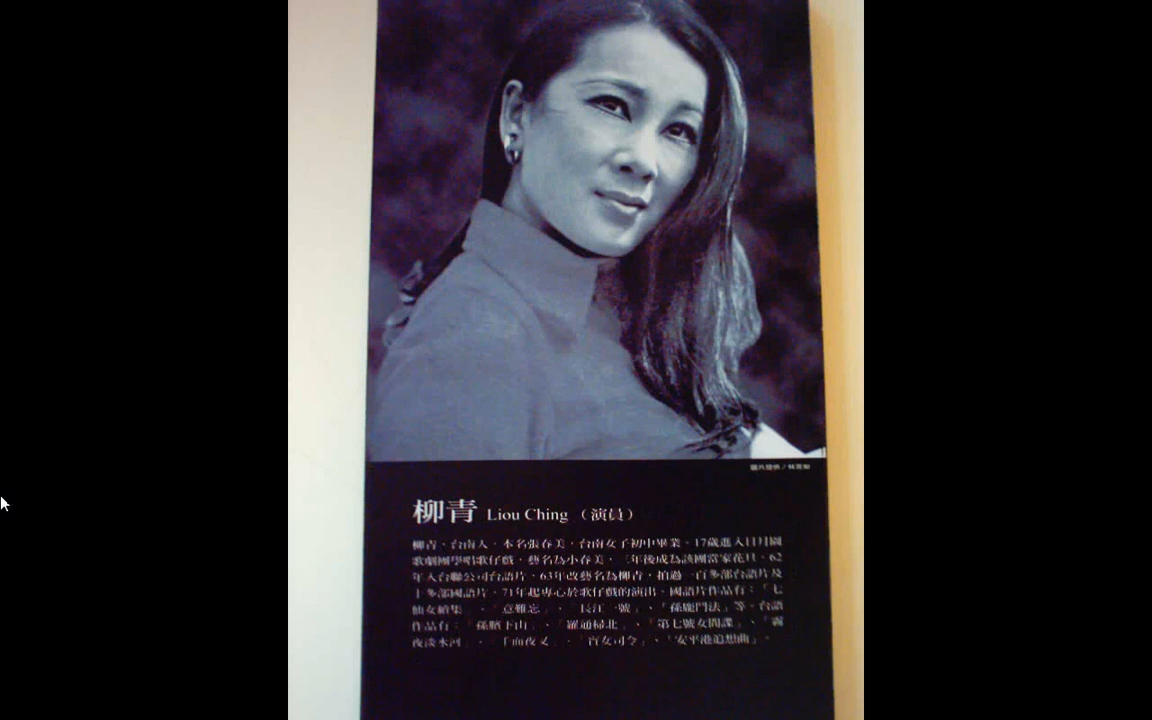 柳青 Liou Ching （演員）
柳青，台南人，本名張春美，台南女子初中畢業，17歲進入日月園
歌劇團學唱歌仔戲，藝名為小春美，三年後成為該團當家花旦。62
年入台聯公司台語片，63年改藝名為柳青，拍過一百多部台語片及
十多部國語片，71年起專心於歌仔戲的演出。國語片作品有：「七
仙女續集」、「意難忘」、「長江一號」、「孫龐鬥法」等。台語
作品有：「孫臏下山」、「羅通掃北」、「第七號女間諜」、「霧
夜淡水河」、「二面夜叉」、「盲女司令」、「安平港追想曲」。